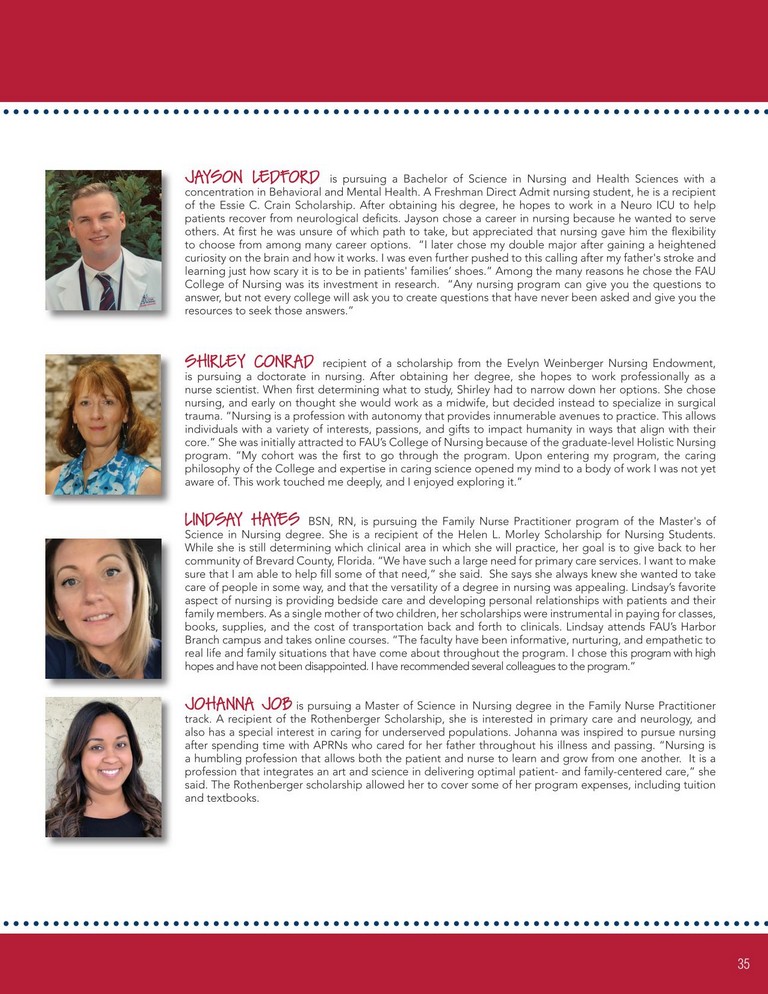 JAYSON LEDFORD is pursuing a Bachelor of Science in Nursing and Health Sciences with a
concentration in Behavioral and Mental Health. A Freshman Direct Admit nursing student, he is a recipient
of the Essie C. Crain Scholarship. After obtaining his degree, he hopes to work in a Neuro ICU to help
patients recover from neurological deficits. Jayson chose a career in nursing because he wanted to serve
others. At first he was unsure of which path to take, but appreciated that nursing gave him the flexibility
to choose from among many career options. “I later chose my double major after gaining a heightened
curiosity on the brain and how it works. I was even further pushed to this calling after my father's stroke and
learning just how scary it is to be in patients' families’ shoes.” Among the many reasons he chose the FAU
College of Nursing was its investment in research. “Any nursing program can give you the questions to
answer, but not every college will ask you to create questions that have never been asked and give you the
resources to seek those answers.”
SHIRLEY CONRAD recipient of a scholarship from the Evelyn Weinberger Nursing Endowment,
is pursuing a doctorate in nursing. After obtaining her degree, she hopes to work professionally as a
nurse scientist. When first determining what to study, Shirley had to narrow down her options. She chose
nursing, and early on thought she would work as a midwife, but decided instead to specialize in surgical
trauma. “Nursing is a profession with autonomy that provides innumerable avenues to practice. This allows
individuals with a variety of interests, passions, and gifts to impact humanity in ways that align with their
core.” She was initially attracted to FAU’s College of Nursing because of the graduate-level Holistic Nursing
program. “My cohort was the first to go through the program. Upon entering my program, the caring
philosophy of the College and expertise in caring science opened my mind to a body of work I was not yet
aware of. This work touched me deeply, and I enjoyed exploring it.”
LINDSAY HAYES BSN, RN, is pursuing the Family Nurse Practitioner program of the Master's of
Science in Nursing degree. She is a recipient of the Helen L. Morley Scholarship for Nursing Students.
While she is still determining which clinical area in which she will practice, her goal is to give back to her
community of Brevard County, Florida. “We have such a large need for primary care services. I want to make
sure that I am able to help fill some of that need,” she said. She says she always knew she wanted to take
care of people in some way, and that the versatility of a degree in nursing was appealing. Lindsay’s favorite
aspect of nursing is providing bedside care and developing personal relationships with patients and their
family members. As a single mother of two children, her scholarships were instrumental in paying for classes,
books, supplies, and the cost of transportation back and forth to clinicals. Lindsay attends FAU’s Harbor
Branch campus and takes online courses. “The faculty have been informative, nurturing, and empathetic to
real life and family situations that have come about throughout the program. I chose this program with high
hopes and have not been disappointed. I have recommended several colleagues to the program.”
JOHANNA JOB is pursuing a Master of Science in Nursing degree in the Family Nurse Practitioner
track. A recipient of the Rothenberger Scholarship, she is interested in primary care and neurology, and
also has a special interest in caring for underserved populations. Johanna was inspired to pursue nursing
after spending time with APRNs who cared for her father throughout his illness and passing. “Nursing is
a humbling profession that allows both the patient and nurse to learn and grow from one another. It is a
profession that integrates an art and science in delivering optimal patient- and family-centered care,” she
said. The Rothenberger scholarship allowed her to cover some of her program expenses, including tuition
and textbooks.
35